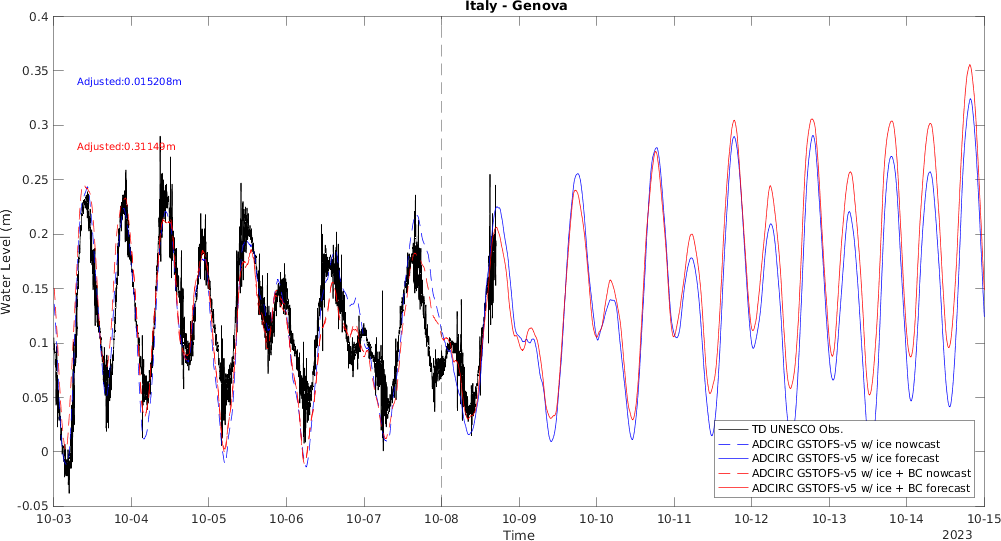 Italy - Genova
0.4
0.35
0.3
0.25
0.2
0.15
0.1
0.05
0
-0.05
Water Level (m)
Adjusted:0.015208m
Adjusted:0.31149m
TD UNESCO Obs.
ADCIRC GSTOFS-v5 w/ ice nowcast
ADCIRC GSTOFS-v5 w/ ice forecast
ADCIRC GSTOFS-v5 w/ ice + BC nowcast
ADCIRC GSTOFS-v5 w/ ice + BC forecast
10-03 10-04 10-05 10-06 10-07 10-08 10-09 10-10 10-11 10-12 10-13 10-14 10-15
Time
2023